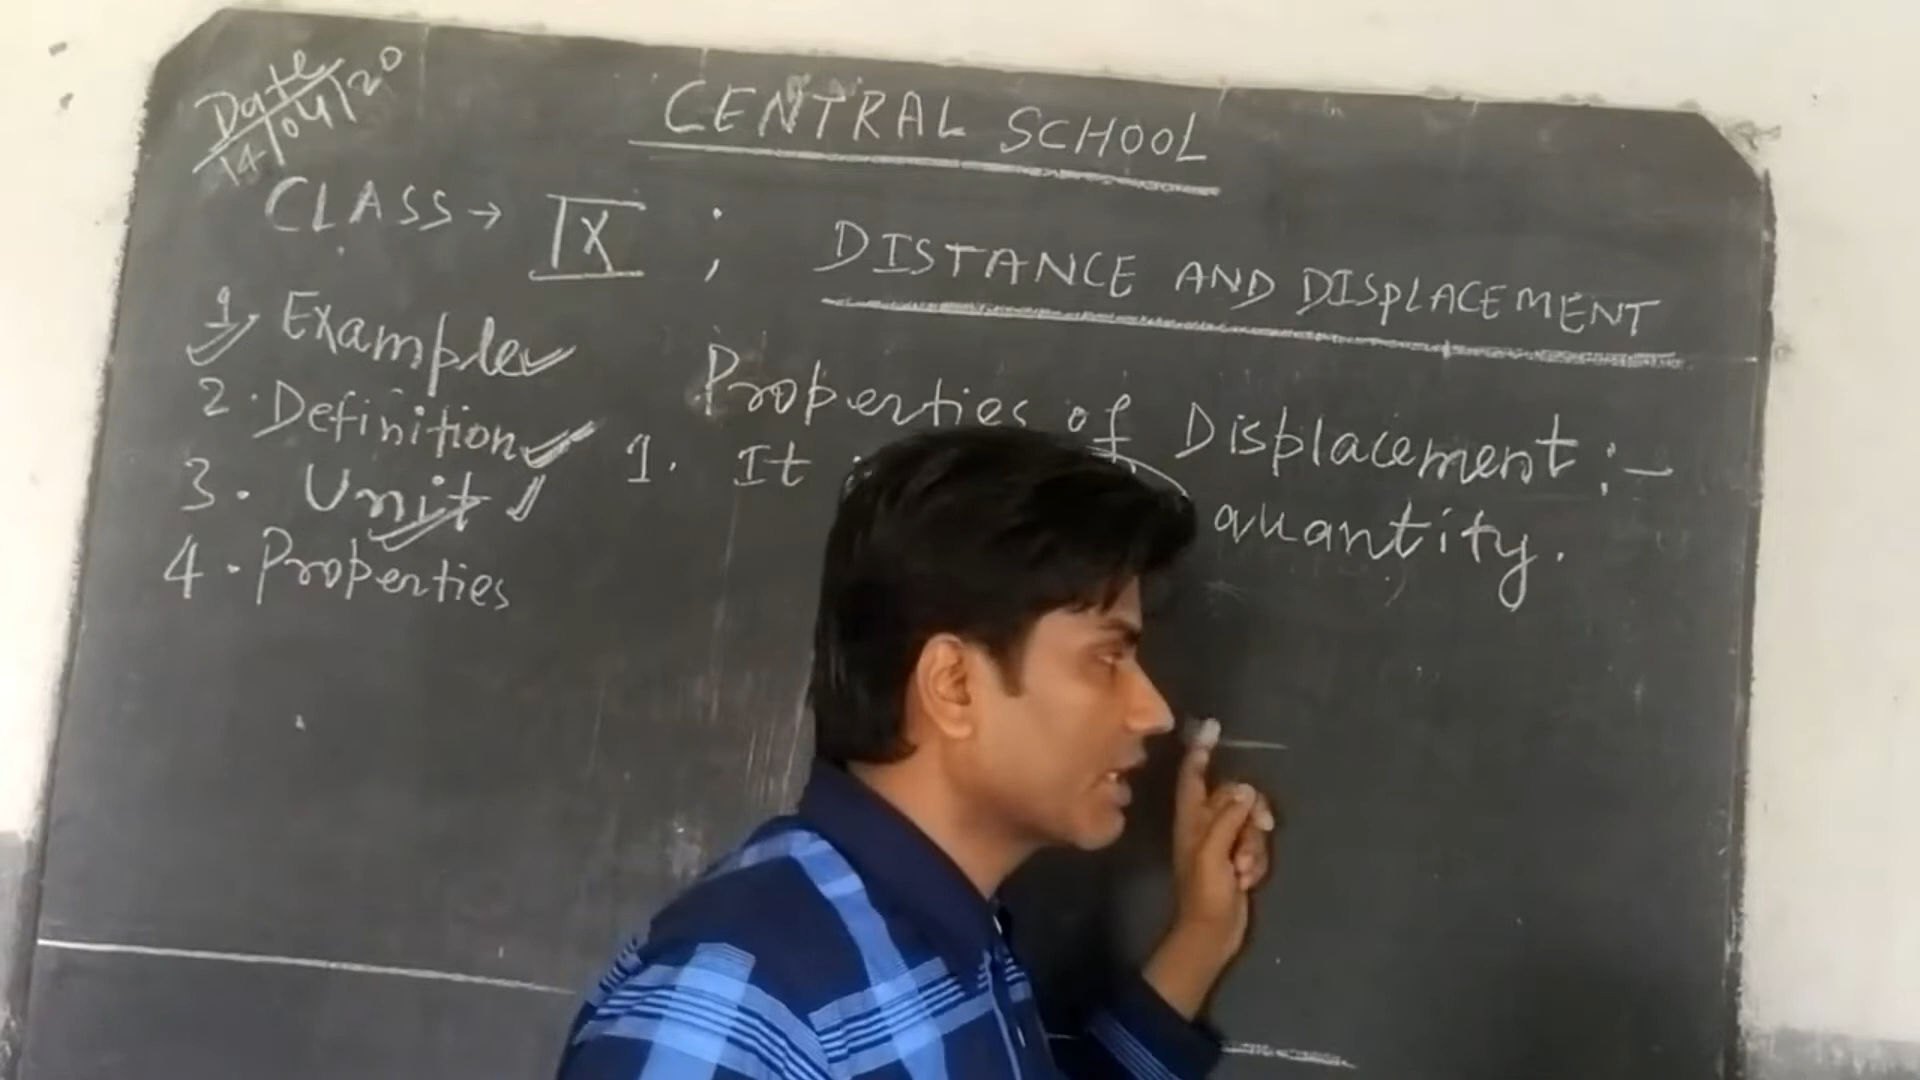 Date
14/04/20
CENTRAL SCHOOL
CLASS → IX ; DISTANCE AND DISPLACEMENT
1. Example
2. Definition
3. Unit
4. Properties
Properties of Displacement :-
1. It quantity.